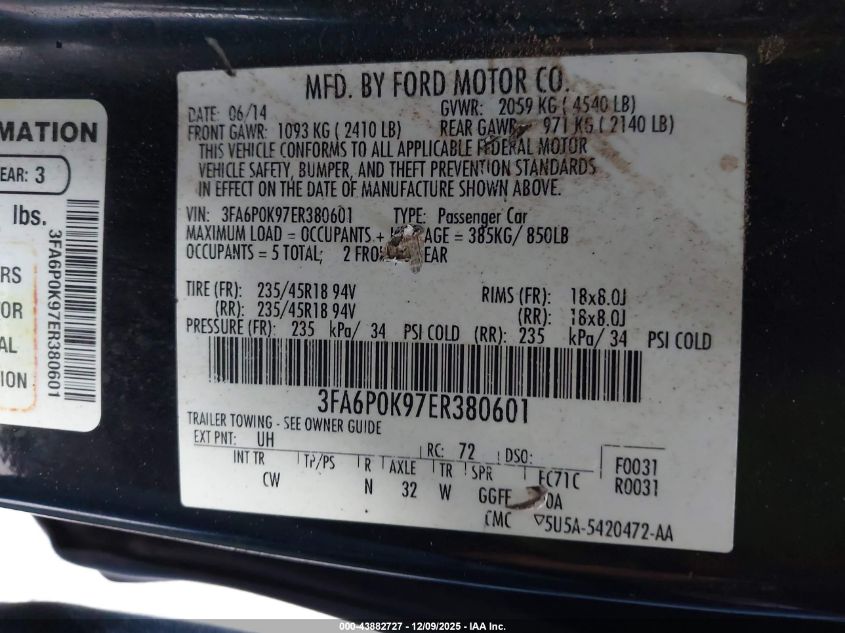 MATION
EAR: 3
lbs.
RS
TOR
AL
ION
3FA6P0K97ER380601
MFD. BY FORD MOTOR CO.
DATE: 06/14 GVWR: 2059 KG ( 4540 LB)
FRONT GAWR: 1093 KG ( 2410 LB) REAR GAWR: 971 KG ( 2140 LB)
THIS VEHICLE CONFORMS TO ALL APPLICABLE FEDERAL MOTOR
VEHICLE SAFETY, BUMPER, AND THEFT PREVENTION STANDARDS
IN EFFECT ON THE DATE OF MANUFACTURE SHOWN ABOVE.
VIN: 3FA6P0K97ER380601 TYPE: Passenger Car
MAXIMUM LOAD = OCCUPANTS + AGE = 385KG/ 850LB
OCCUPANTS = 5 TOTAL; 2 FRO EAR
TIRE (FR): 235/45R18 94V RIMS (FR): 18x8.0J
(RR): 235/45R18 94V (RR): 18x8.0J
PRESSURE (FR): 235 kPa/ 34 PSI COLD (RR): 235 kPa/ 34 PSI COLD
3FA6P0K97ER380601
TRAILER TOWING - SEE OWNER GUIDE
EXT PNT: UH RC: 72 DSO: F0031
INT TR TP/PS R AXLE TR SPR R0031
CW N 32 W GGFF 0A
CMC 5U5A-5420472-AA
000-43882727 - 12/09/2025 - IAA Inc.